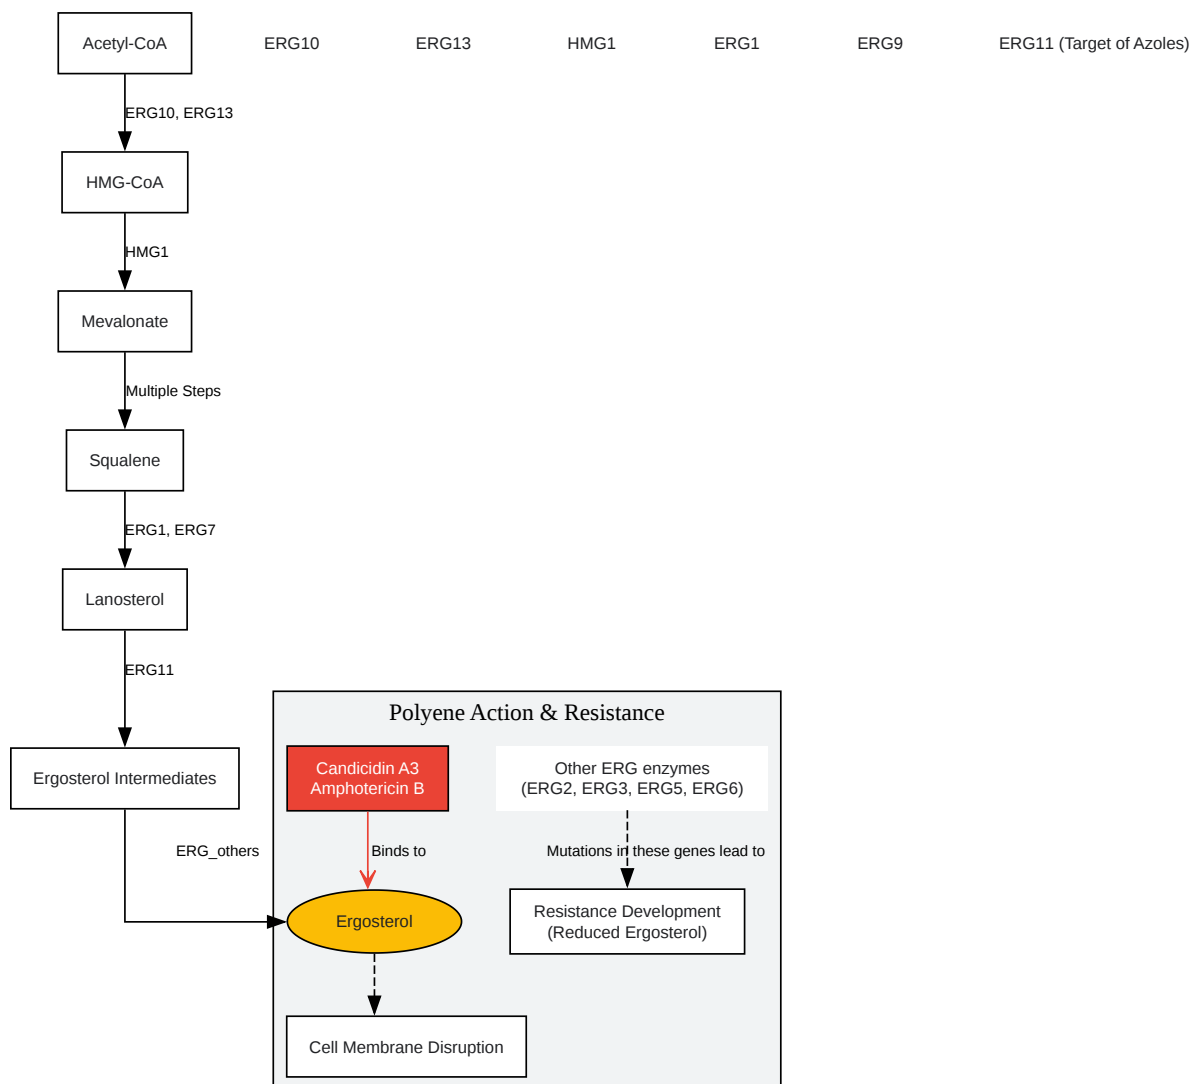 Acetyl-CoA
ERG10
ERG13
HMG1
ERG1
ERG9
ERG11 (Target of Azoles)
ERG10, ERG13
HMG-CoA
HMG1
Mevalonate
Multiple Steps
Squalene
ERG1, ERG7
Lanosterol
ERG11
Ergosterol Intermediates
ERG_others
Polyene Action & Resistance
Candicidin A3
Amphotericin B
Other ERG enzymes
(ERG2, ERG3, ERG5, ERG6)
Binds to
Mutations in these genes lead to
Ergosterol
Resistance Development
(Reduced Ergosterol)
Cell Membrane Disruption